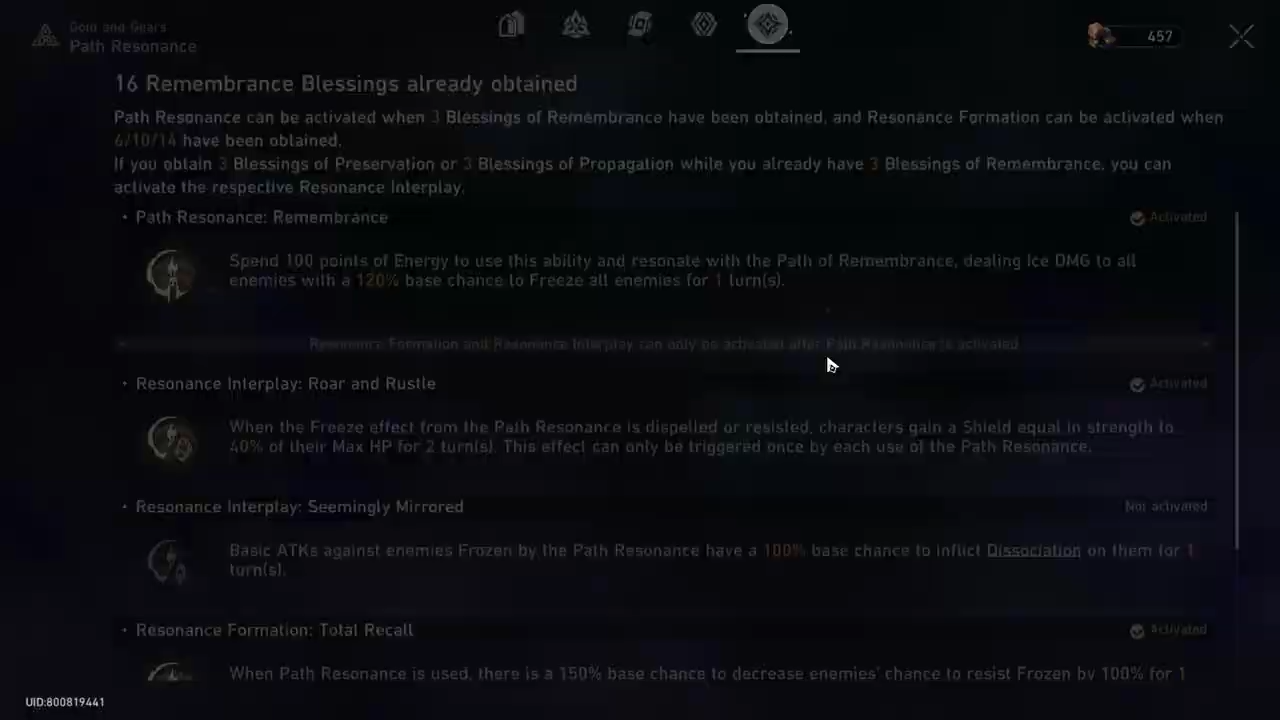 Gold and Gears
Path Resonance
457
16 Remembrance Blessings already obtained
Path Resonance can be activated when 3 Blessings of Remembrance have been obtained, and Resonance Formation can be activated when
6/10/14 have been obtained.
If you obtain 3 Blessings of Preservation or 3 Blessings of Propagation while you already have 3 Blessings of Remembrance, you can
activate the respective Resonance Interplay.
• Path Resonance: Remembrance
Activated
Spend 100 points of Energy to use this ability and resonate with the Path of Remembrance, dealing Ice DMG to all
enemies with a 120% base chance to Freeze all enemies for 1 turn(s).
Resonance Formation and Resonance Interplay can only be activated after Path Resonance is activated
• Resonance Interplay: Roar and Rustle
Activated
When the Freeze effect from the Path Resonance is dispelled or resisted, characters gain a Shield equal in strength to
40% of their Max HP for 2 turn(s). This effect can only be triggered once by each use of the Path Resonance.
• Resonance Interplay: Seemingly Mirrored
Not activated
Basic ATKs against enemies Frozen by the Path Resonance have a 100% base chance to inflict Dissociation on them for 1
turn(s).
• Resonance Formation: Total Recall
Activated
When Path Resonance is used, there is a 150% base chance to decrease enemies' chance to resist Frozen by 100% for 1
UID:800819441